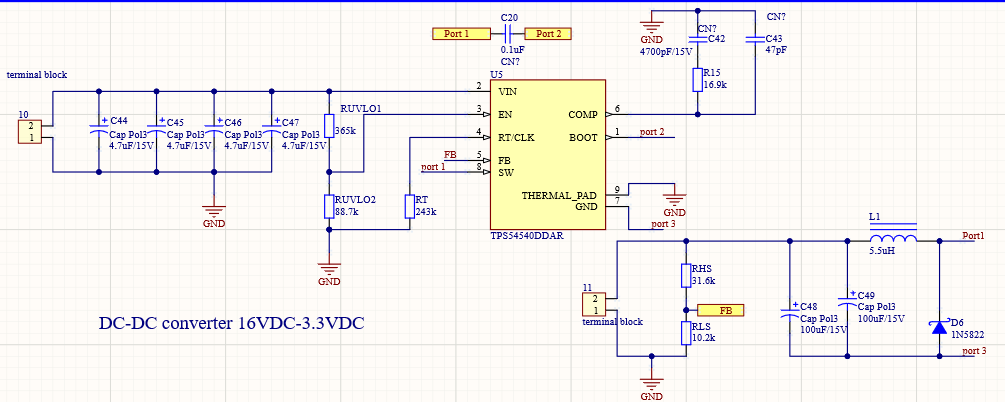 C20
Port 1
Port 2
0.1uF
CN?
GND
CN?
C42
4700pF/15V
CN?
C43
47pF
R15
16.9k
terminal block
10
2
1
C44
Cap Pol3
4.7uF/15V
C45
Cap Pol3
4.7uF/15V
C46
Cap Pol3
4.7uF/15V
C47
Cap Pol3
4.7uF/15V
GND
RUVLO1
365k
RUVLO2
88.7k
GND
RT
243k
FB
port 1
U5
2 VIN
3 EN
4 RT/CLK
5 FB
8 SW
COMP 6
BOOT 1
THERMAL_PAD 9
GND 7
TPS54540DDAR
port 2
GND
port 3
DC-DC converter 16VDC-3.3VDC
11
2
1
terminal block
RHS
31.6k
FB
RLS
10.2k
GND
C48
Cap Pol3
100uF/15V
C49
Cap Pol3
100uF/15V
L1
5.5uH
Port1
D6
1N5822
port 3